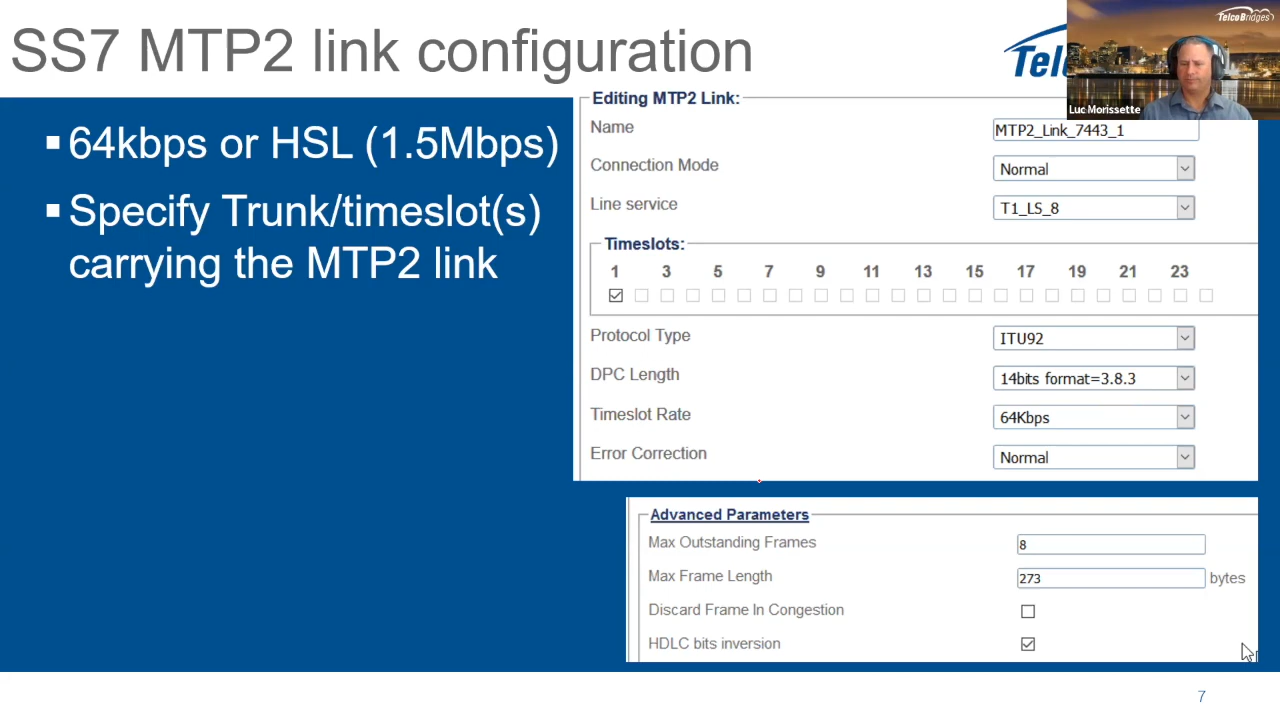 SS7 MTP2 link configuration
TelcoBridges
Luc Morissette
64kbps or HSL (1.5Mbps)
Specify Trunk/timeslot(s)
carrying the MTP2 link
Editing MTP2 Link:
Name MTP2_Link_7443_1
Connection Mode Normal
Line service T1_LS_8
Timeslots:
1 3 5 7 9 11 13 15 17 19 21 23
Protocol Type ITU92
DPC Length 14bits format=3.8.3
Timeslot Rate 64Kbps
Error Correction Normal
Advanced Parameters
Max Outstanding Frames 8
Max Frame Length 273 bytes
Discard Frame In Congestion
HDLC bits inversion
7